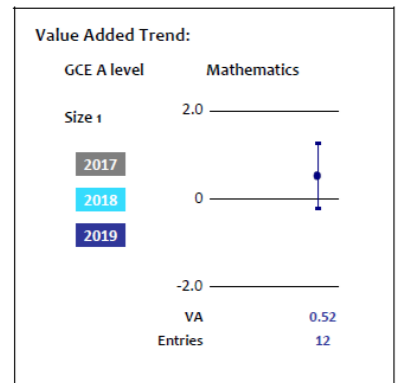 Value Added Trend:
GCE A level Mathematics
Size 1
2.0
2017
2018
0
2019
-2.0
VA 0.52
Entries 12